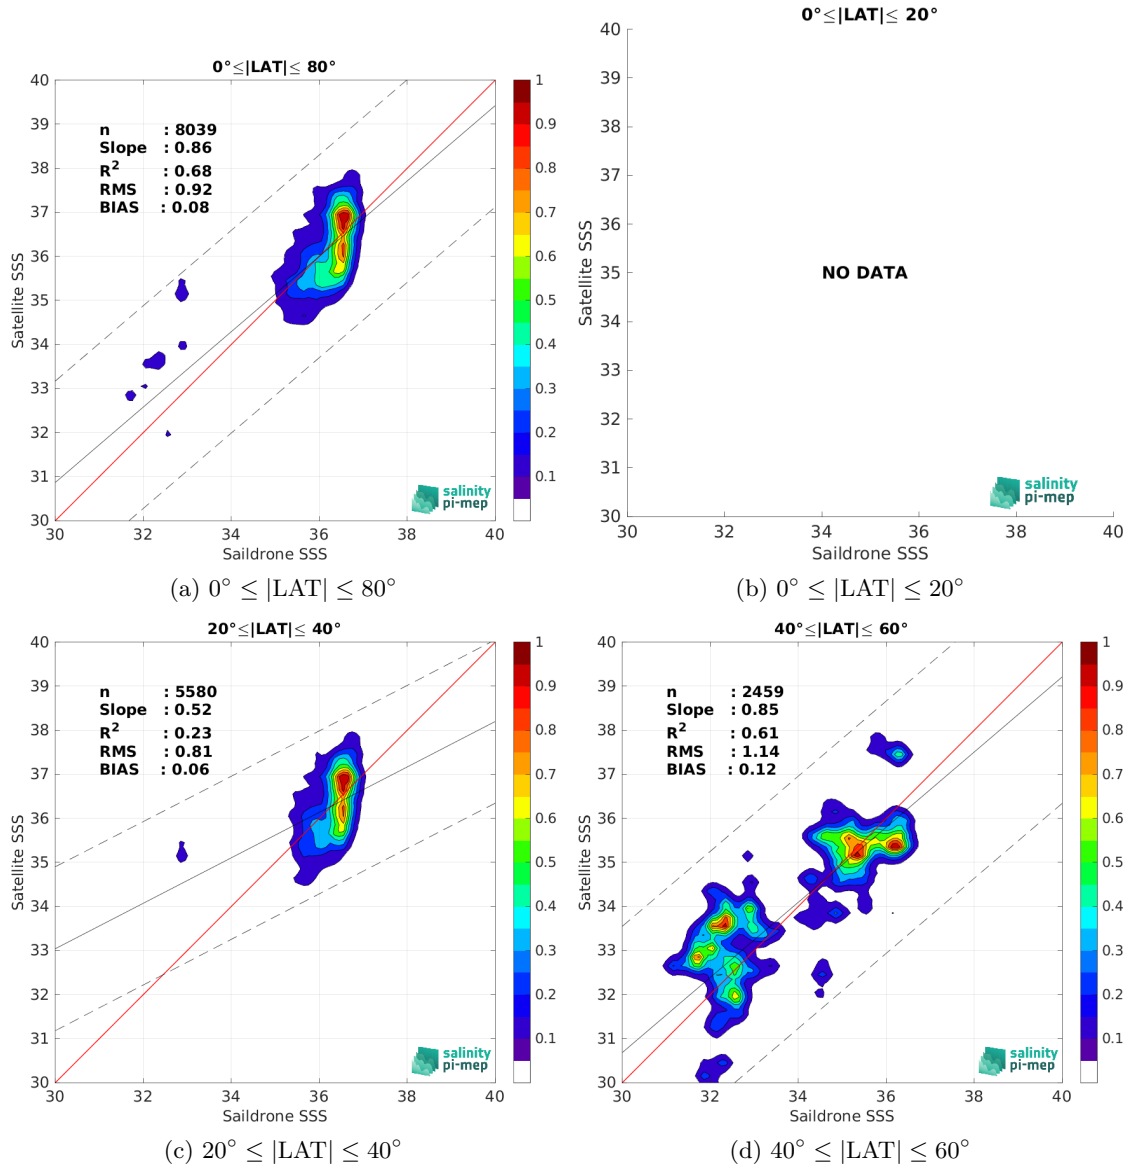 0°≤|LAT|≤ 80°
40
39
38
37
36
35
34
33
32
31
30
30
32
34
36
38
40
Satellite SSS
Saildrone SSS
n : 8039
Slope : 0.86
R2 : 0.68
RMS : 0.92
BIAS : 0.08
1
0.9
0.8
0.7
0.6
0.5
0.4
0.3
0.2
0.1
salinity
pi-mep
(a) 0° ≤ |LAT| ≤ 80°
0°≤|LAT|≤ 20°
40
39
38
37
36
35
34
33
32
31
30
30
32
34
36
38
40
Satellite SSS
Saildrone SSS
NO DATA
salinity
pi-mep
(b) 0° ≤ |LAT| ≤ 20°
20°≤|LAT|≤ 40°
40
39
38
37
36
35
34
33
32
31
30
30
32
34
36
38
40
Satellite SSS
Saildrone SSS
n : 5580
Slope : 0.52
R2 : 0.23
RMS : 0.81
BIAS : 0.06
1
0.9
0.8
0.7
0.6
0.5
0.4
0.3
0.2
0.1
salinity
pi-mep
(c) 20° ≤ |LAT| ≤ 40°
40°≤|LAT|≤ 60°
40
39
38
37
36
35
34
33
32
31
30
30
32
34
36
38
40
Satellite SSS
Saildrone SSS
n : 2459
Slope : 0.85
R2 : 0.61
RMS : 1.14
BIAS : 0.12
1
0.9
0.8
0.7
0.6
0.5
0.4
0.3
0.2
0.1
salinity
pi-mep
(d) 40° ≤ |LAT| ≤ 60°